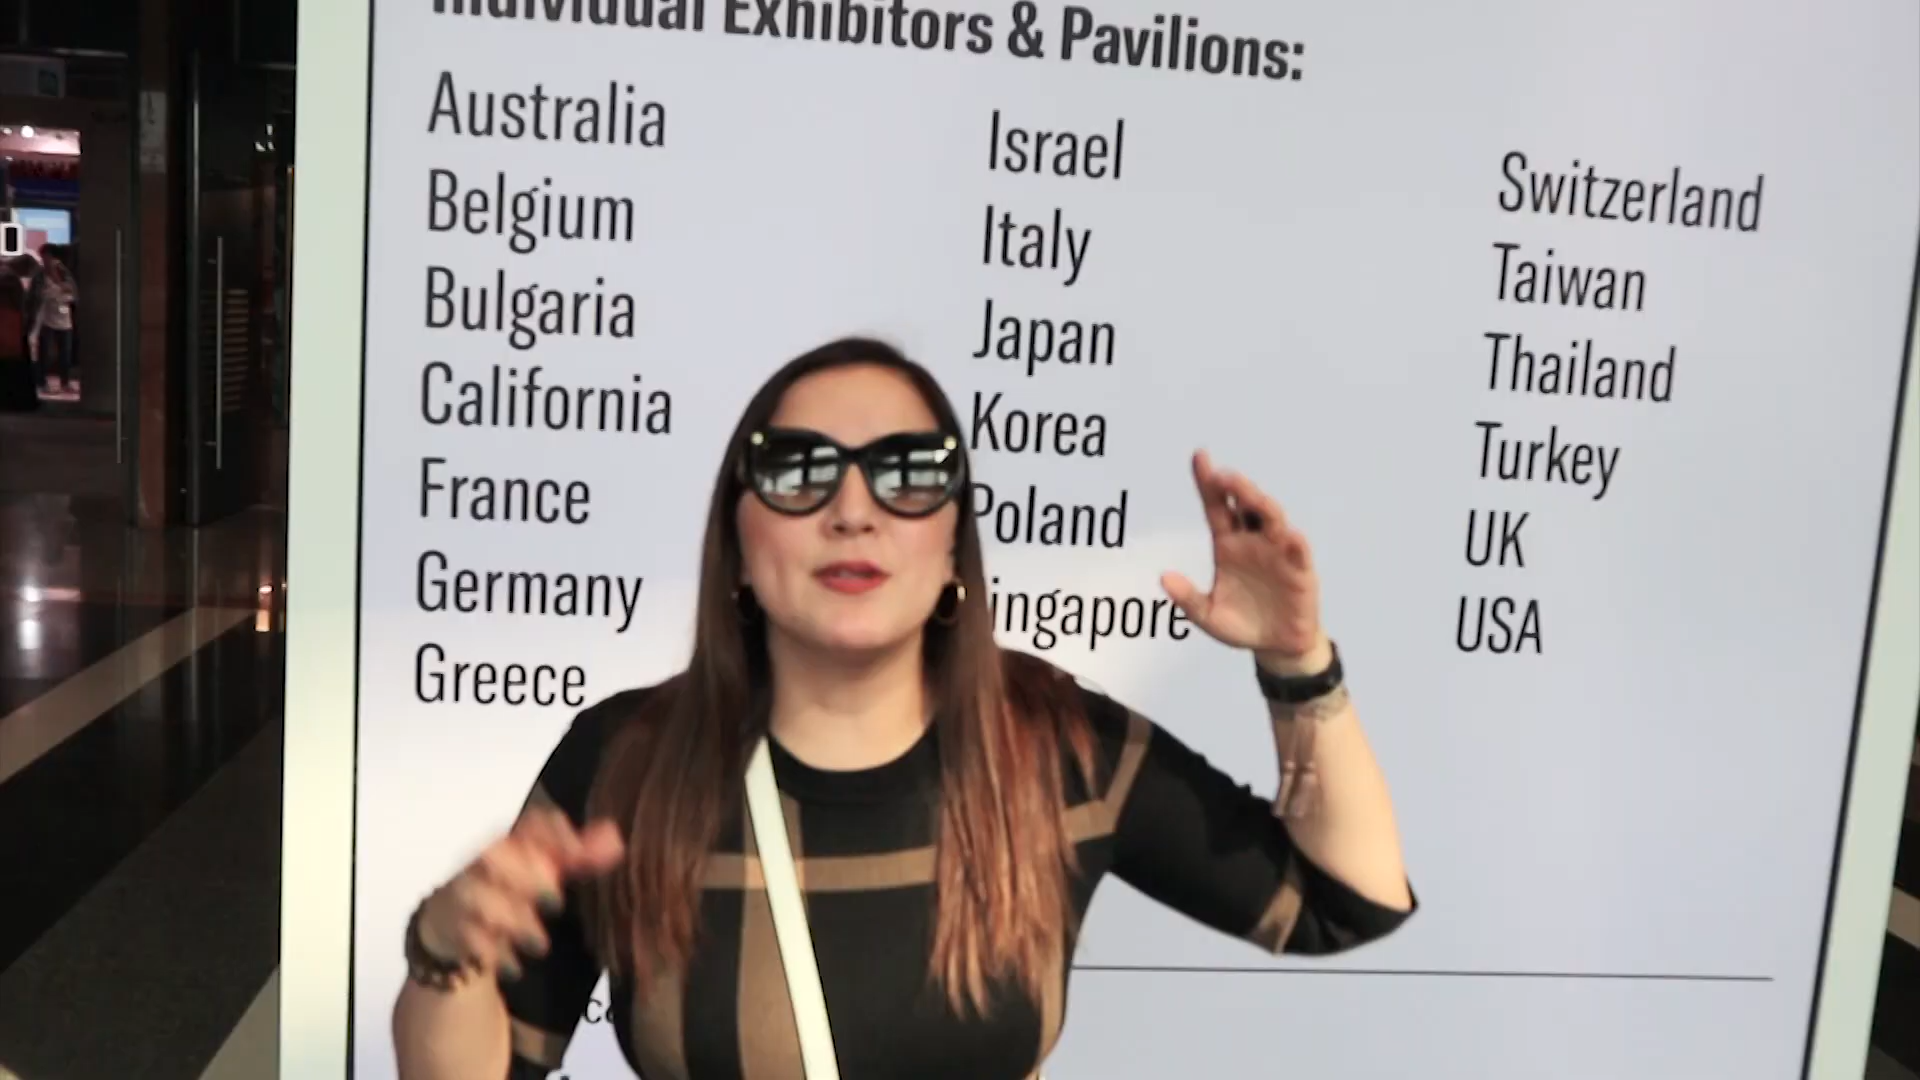 Individual Exhibitors & Pavilions:
Australia
Belgium
Bulgaria
California
France
Germany
Greece
Israel
Italy
Japan
Korea
Poland
ingapore
Switzerland
Taiwan
Thailand
Turkey
UK
USA